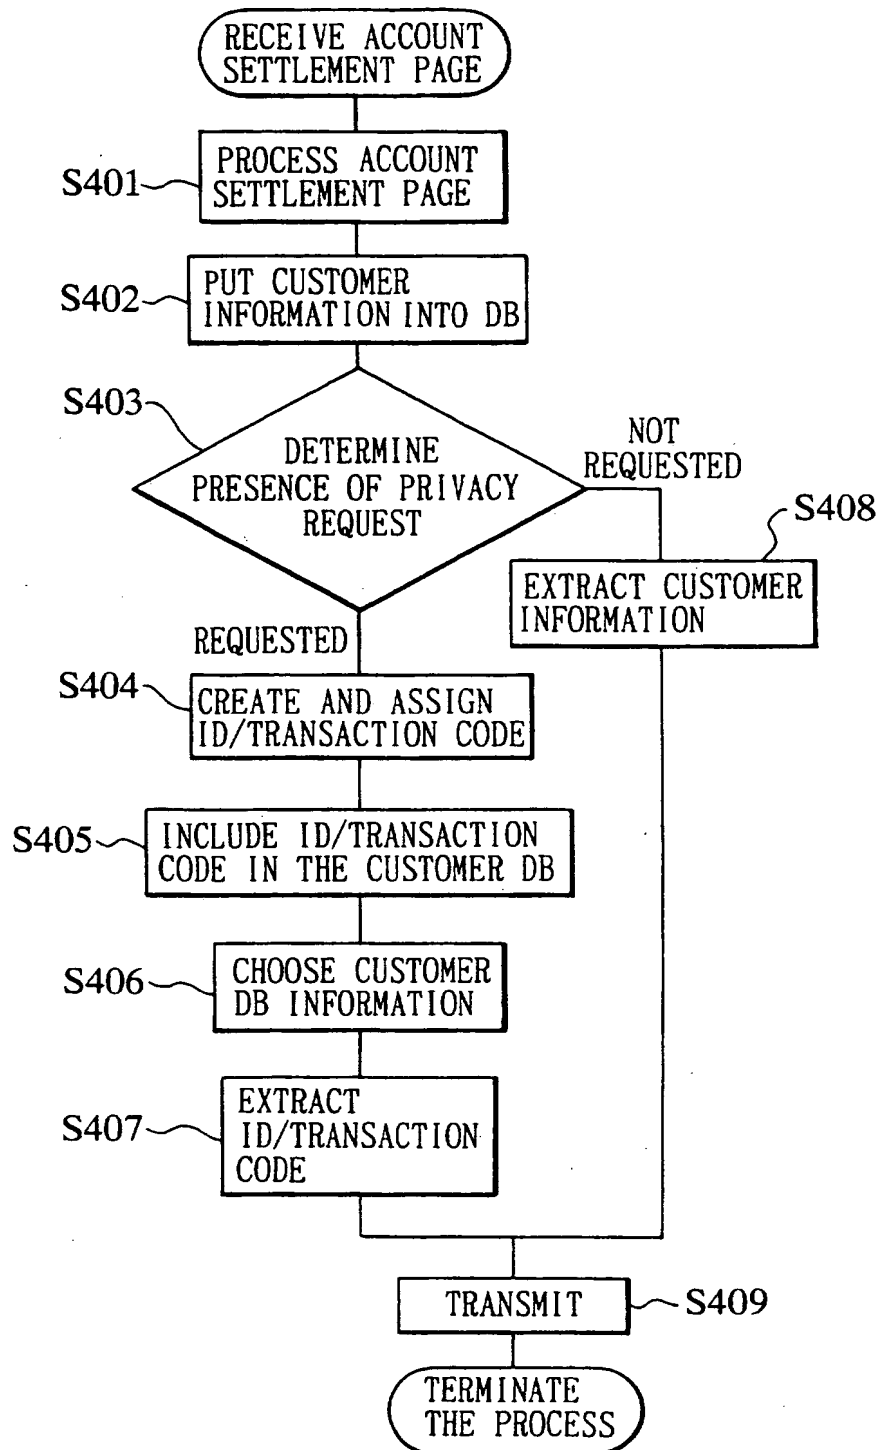 RECEIVE ACCOUNT
SETTLEMENT PAGE
S401
PROCESS ACCOUNT
SETTLEMENT PAGE
S402
PUT CUSTOMER
INFORMATION INTO DB
S403
DETERMINE
PRESENCE OF PRIVACY
REQUEST
NOT
REQUESTED
S408
EXTRACT CUSTOMER
INFORMATION
REQUESTED
S404
CREATE AND ASSIGN
ID/TRANSACTION CODE
S405
INCLUDE ID/TRANSACTION
CODE IN THE CUSTOMER DB
S406
CHOOSE CUSTOMER
DB INFORMATION
S407
EXTRACT
ID/TRANSACTION
CODE
TRANSMIT
S409
TERMINATE
THE PROCESS